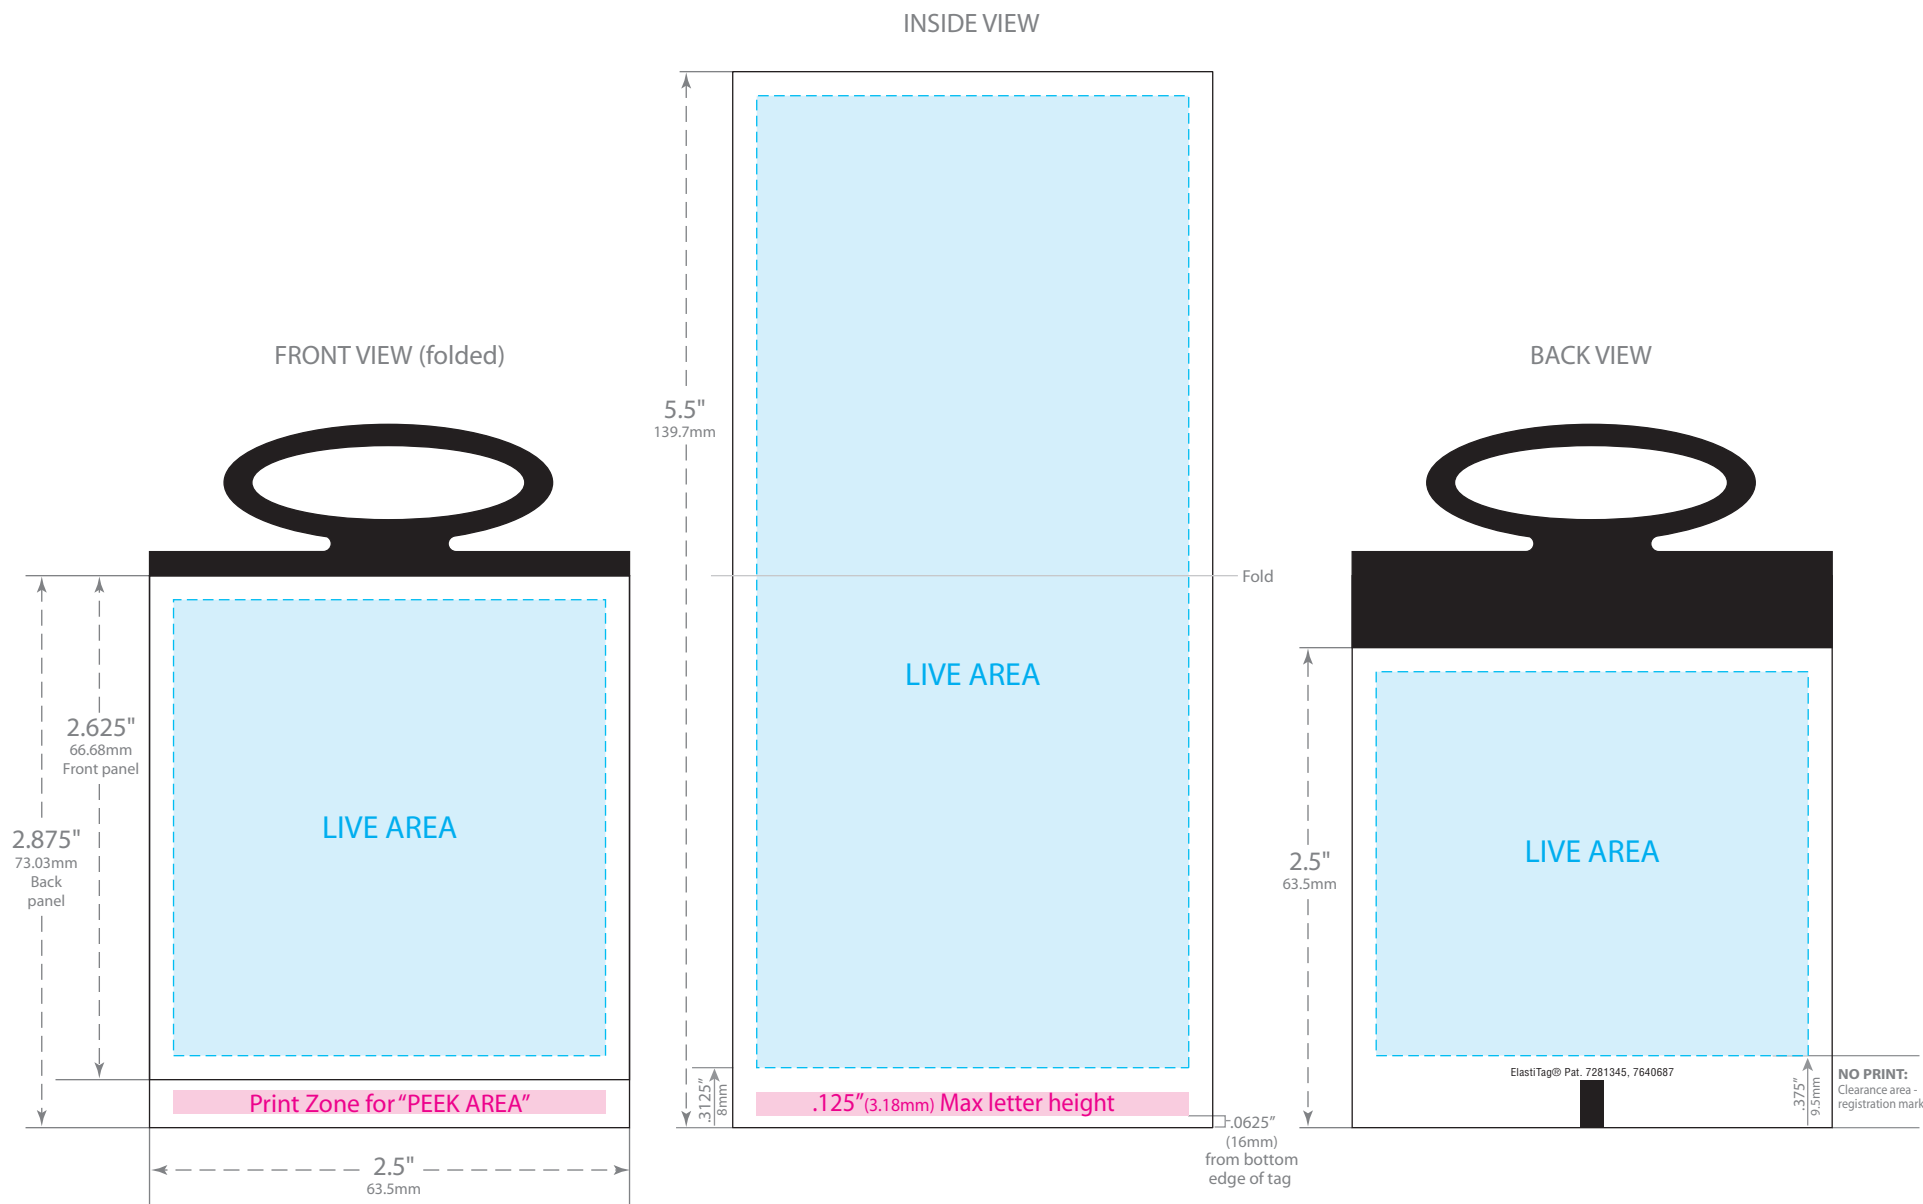 INSIDE VIEW
FRONT VIEW (folded)
BACK VIEW
5.5"
139.7mm
Fold
LIVE AREA
2.625"
66.68mm
Front panel
2.875"
73.03mm
Back
panel
LIVE AREA
2.5"
63.5mm
LIVE AREA
ElastiTag® Pat. 7281345, 7640687
.375"
9.5mm
NO PRINT:
Clearance area -
registration mark
Print Zone for "PEEK AREA"
.3125"
8mm
.125"(3.18mm) Max letter height
.0625"
(16mm)
from bottom
edge of tag
2.5"
63.5mm